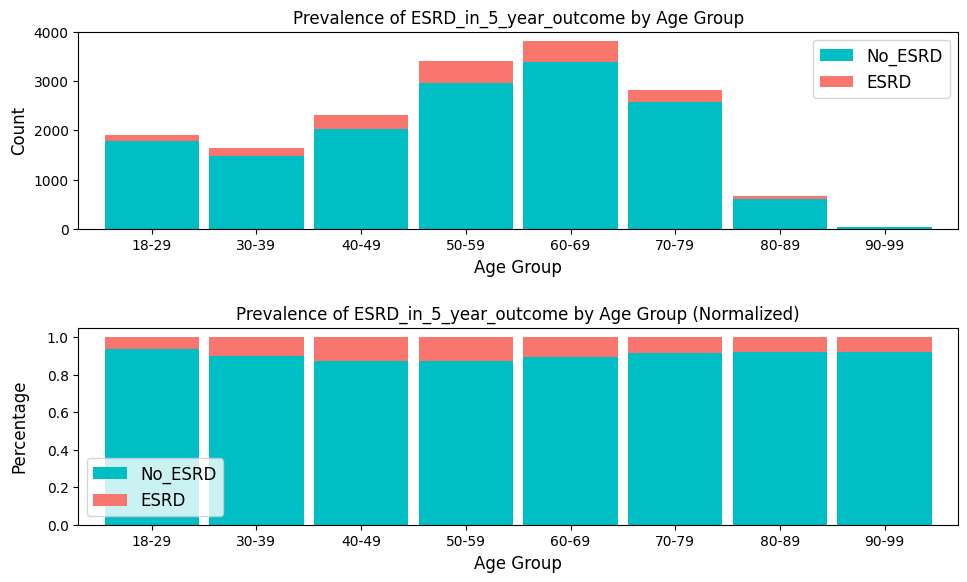 Prevalence of ESRD_in_5_year_outcome by Age Group
4000
3000
2000
1000
0
Count
No_ESRD
ESRD
18-29 30-39 40-49 50-59 60-69 70-79 80-89 90-99
Age Group
Prevalence of ESRD_in_5_year_outcome by Age Group (Normalized)
1.0
0.8
0.6
0.4
0.2
0.0
Percentage
No_ESRD
ESRD
18-29 30-39 40-49 50-59 60-69 70-79 80-89 90-99
Age Group